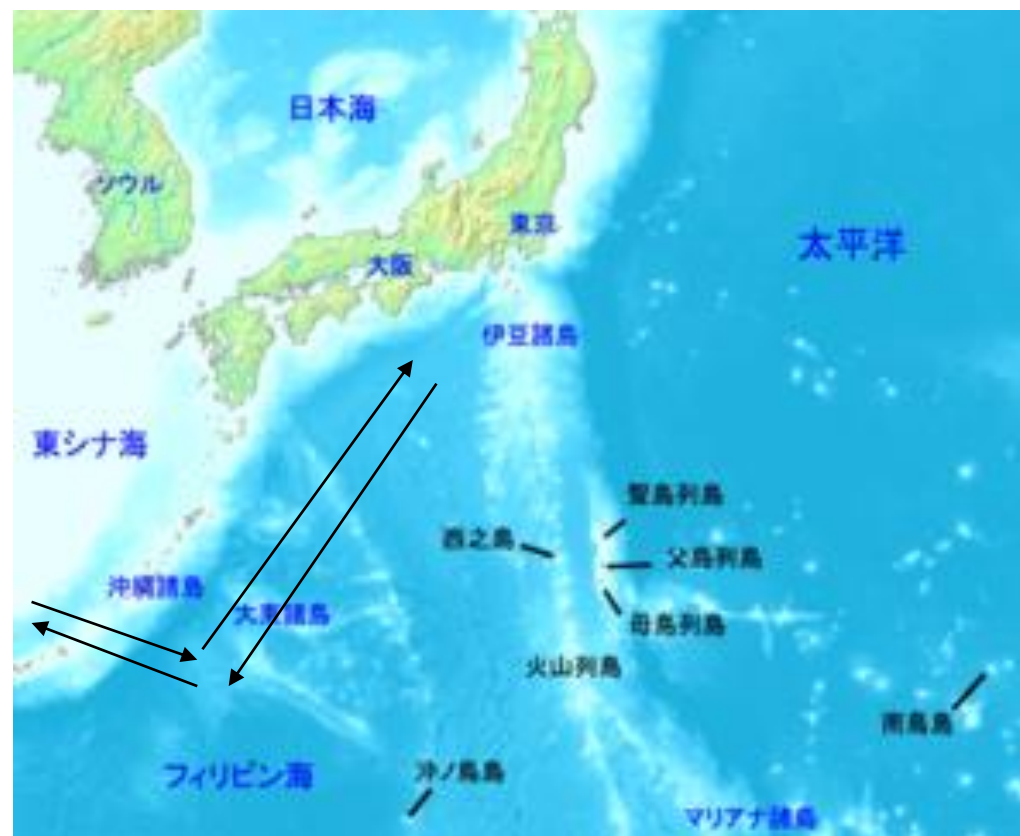 日本海
ソウル
東京
太平洋
大阪
伊豆諸島
東シナ海
聟島列島
西之島
父島列島
沖縄諸島
大東諸島
母島列島
火山列島
南鳥島
フィリピン海
沖ノ鳥島
マリアナ諸島